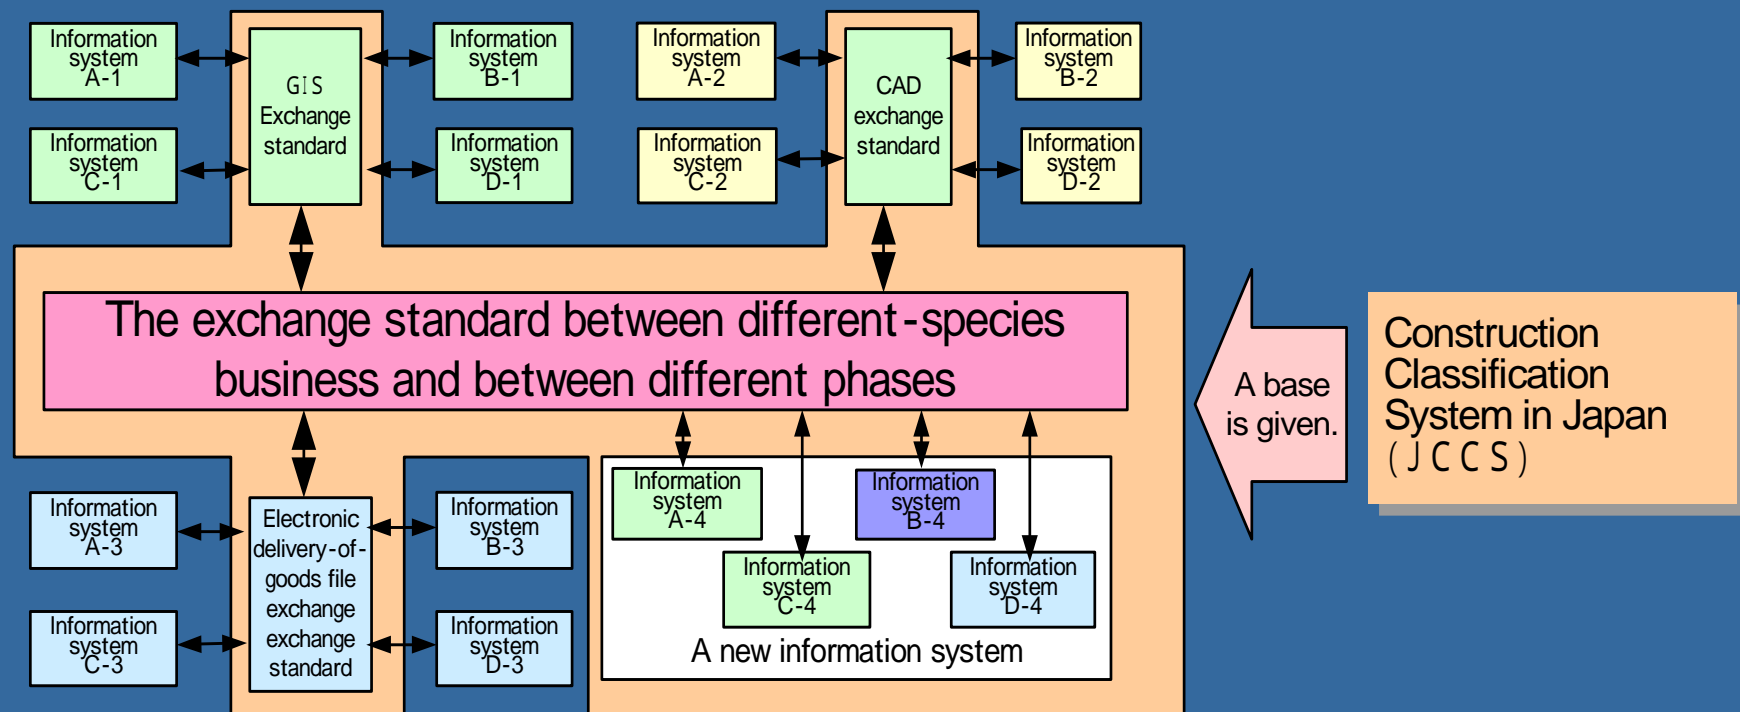 Information
system
A-1
GIS
Exchange
standard
Information
system
B-1
Information
system
C-1
Information
system
D-1
Information
system
A-2
CAD
exchange
standard
Information
system
B-2
Information
system
C-2
Information
system
D-2
The exchange standard between different-species
business and between different phases
A base
is given.
Construction
Classification
System in Japan
(JCCS)
Information
system
A-3
Electronic
delivery-of-
goods file
exchange
exchange
standard
Information
system
B-3
Information
system
C-3
Information
system
D-3
Information
system
A-4
Information
system
B-4
Information
system
C-4
Information
system
D-4
A new information system